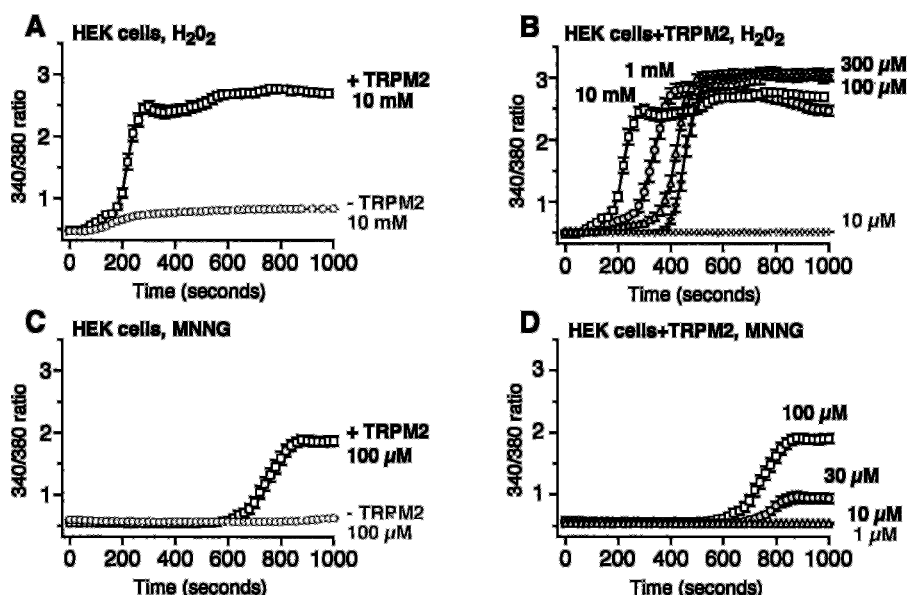 A HEK cells, H2O2
340/380 ratio
3
2
1
+ TRPM2
10 mM
- TRPM2
10 mM
0 200 400 600 800 1000
Time (seconds)
B HEK cells+TRPM2, H2O2
340/380 ratio
3
2
1
1 mM
10 mM
300 µM
100 µM
10 µM
0 200 400 600 800 1000
Time (seconds)
C HEK cells, MNNG
340/380 ratio
3
2
1
+ TRPM2
100 µM
- TRPM2
100 µM
0 200 400 600 800 1000
Time (seconds)
D HEK cells+TRPM2, MNNG
340/380 ratio
3
2
1
100 µM
30 µM
10 µM
1 µM
0 200 400 600 800 1000
Time (seconds)